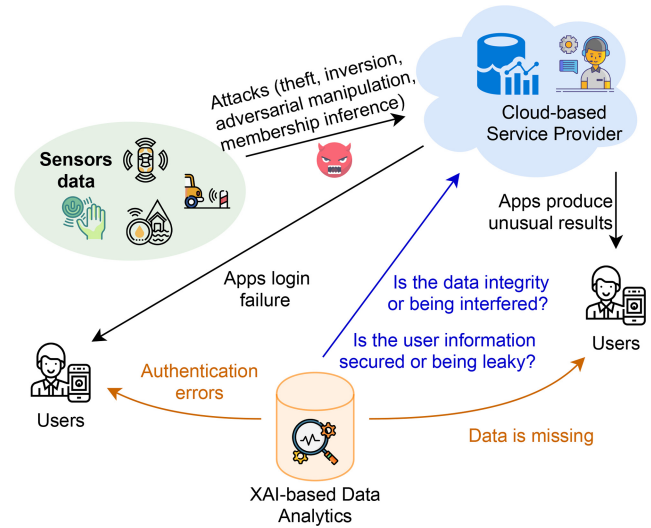 Attacks (theft, inversion,
adversarial manipulation,
membership inference)
Cloud-based
Service Provider
Sensors
data
Apps produce
unusual results
Apps login
failure
Is the data integrity
or being interfered?
Is the user information
secured or being leaky?
Users
Users
Authentication
errors
Data is missing
XAI-based Data
Analytics